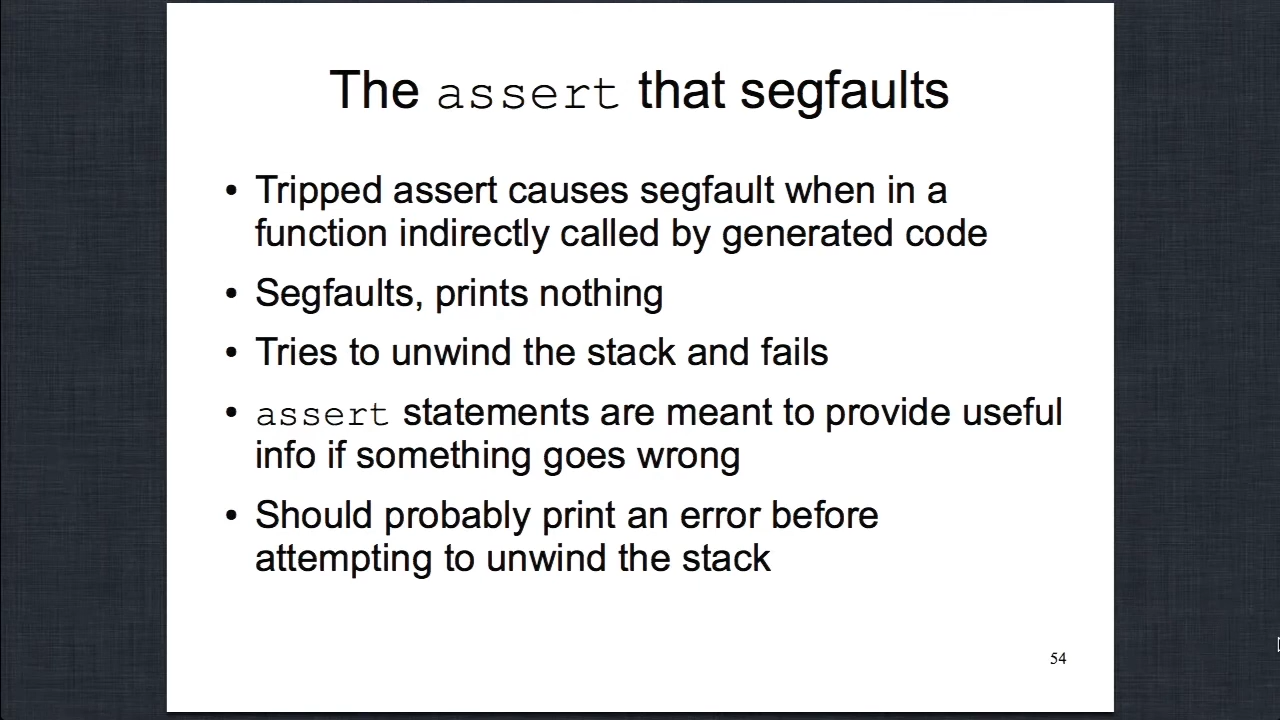 The assert that segfaults
• Tripped assert causes segfault when in a
function indirectly called by generated code
• Segfaults, prints nothing
• Tries to unwind the stack and fails
• assert statements are meant to provide useful
info if something goes wrong
• Should probably print an error before
attempting to unwind the stack
54